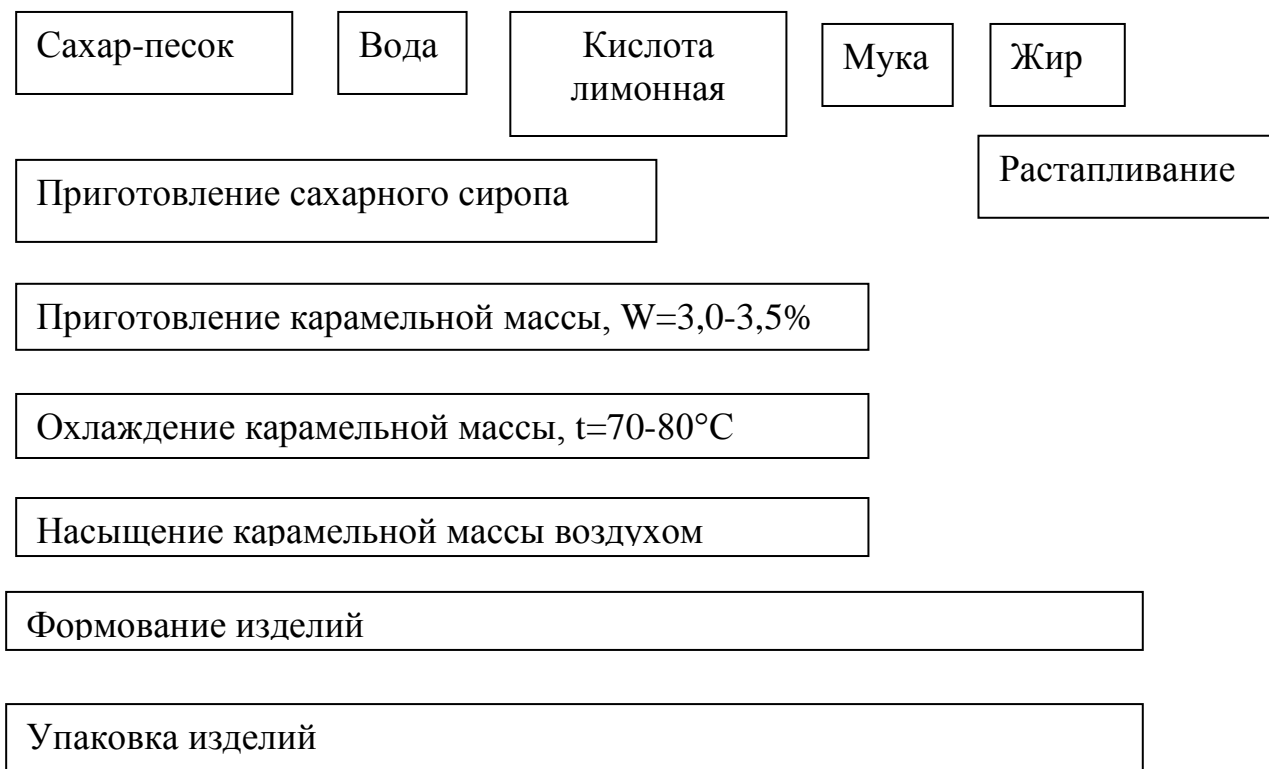 Сахар-песок
Вода
Кислота
лимонная
Мука
Жир
Растапливание
Приготовление сахарного сиропа
Приготовление карамельной массы, W=3,0-3,5%
Охлаждение карамельной массы, t=70-80°С
Насыщение карамельной массы воздухом
Формование изделий
Упаковка изделий